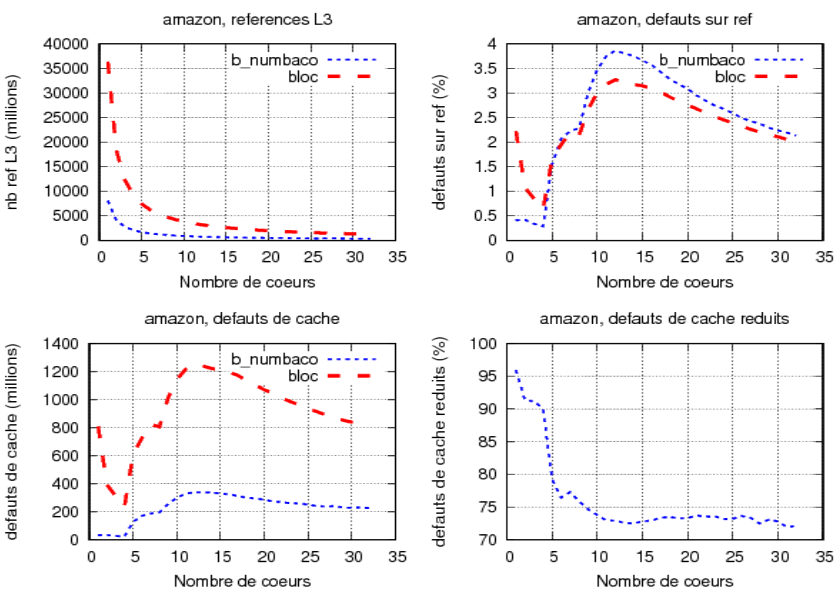 amazon, references L3
nb ref L3 (millions)
40000
35000
30000
25000
20000
15000
10000
5000
0
b_numbaco
bloc
0 5 10 15 20 25 30 35
Nombre de coeurs
amazon, defauts sur ref
defauts sur ref (%)
4
3.5
3
2.5
2
1.5
1
0.5
0
b_numbaco
bloc
0 5 10 15 20 25 30 35
Nombre de coeurs
amazon, defauts de cache
defauts de cache (millions)
1400
1200
1000
800
600
400
200
0
b_numbaco
bloc
0 5 10 15 20 25 30 35
Nombre de coeurs
amazon, defauts de cache reduits
defauts de cache reduits (%)
100
95
90
85
80
75
70
0 5 10 15 20 25 30 35
Nombre de coeurs